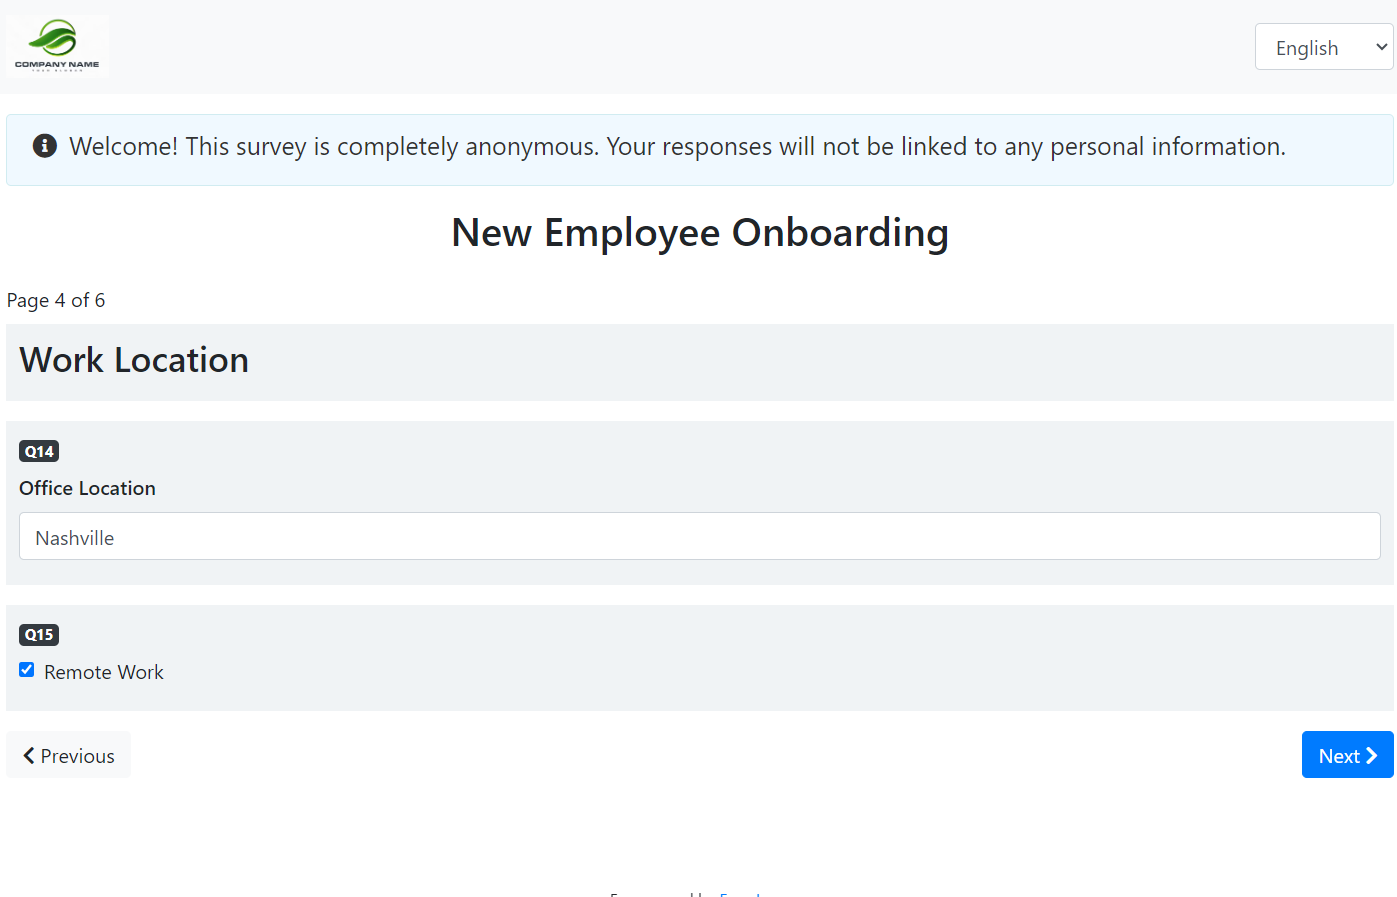 COMPANY NAME
English
Welcome! This survey is completely anonymous. Your responses will not be linked to any personal information.
New Employee Onboarding
Page 4 of 6
Work Location
Q14
Office Location
Nashville
Q15
Remote Work
Previous
Next